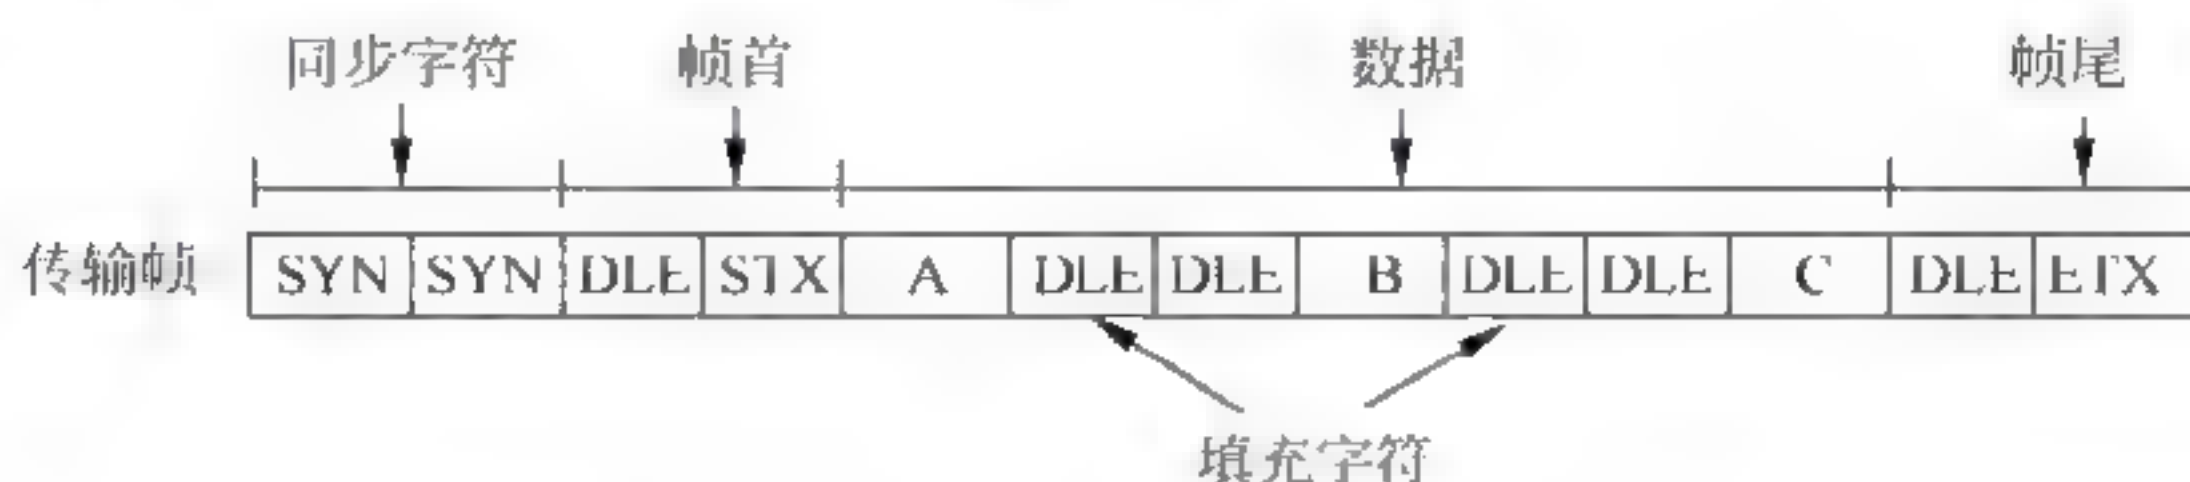 同步字符 帧首 数据 帧尾
传输帧 SYN SYN DLE STX A DLE DLE B DLE DLE C DLE ETX
填充字符